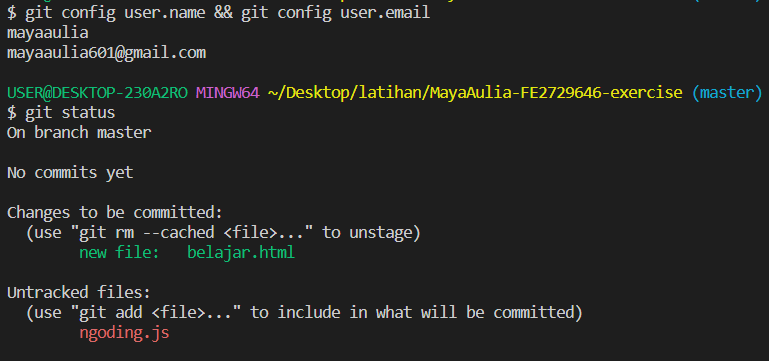 $ git config user.name && git config user.email
mayaaulia
mayaaulia601@gmail.com
USER@DESKTOP-230A2RO MINGW64 ~/Desktop/latihan/MayaAulia-FE2729646-exercise (master)
$ git status
On branch master
No commits yet
Changes to be committed:
(use "git rm --cached <file>..." to unstage)
new file:   belajar.html
Untracked files:
(use "git add <file>..." to include in what will be committed)
ngoding.js